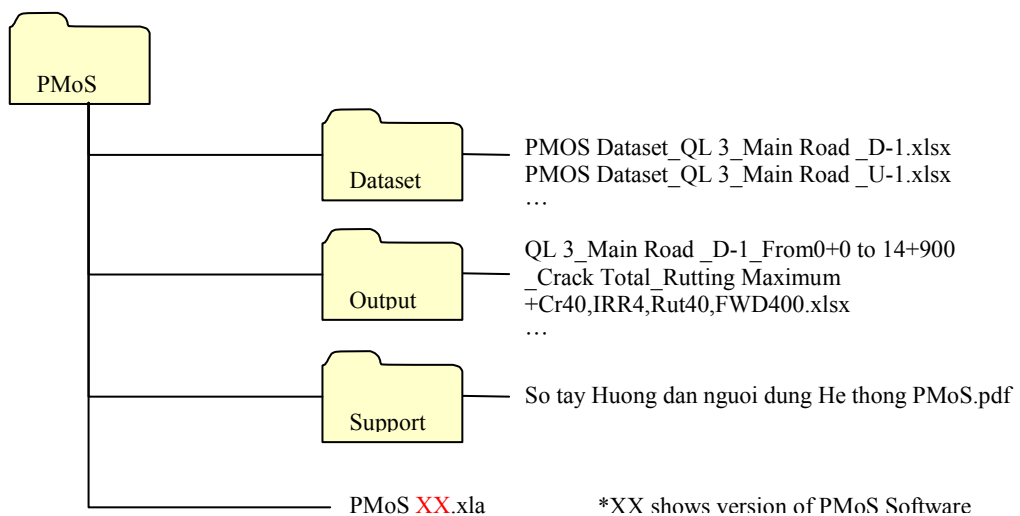 PMoS
Dataset
PMOS Dataset_QL 3_Main Road _D-1.xlsx
PMOS Dataset_QL 3_Main Road _U-1.xlsx
…
Output
QL 3_Main Road _D-1_From0+0 to 14+900
_Crack Total_Rutting Maximum
+Cr40,IRR4,Rut40,FWD400.xlsx
…
Support
So tay Huong dan nguoi dung He thong PMoS.pdf
PMoS XX.xla
*XX shows version of PMoS Software